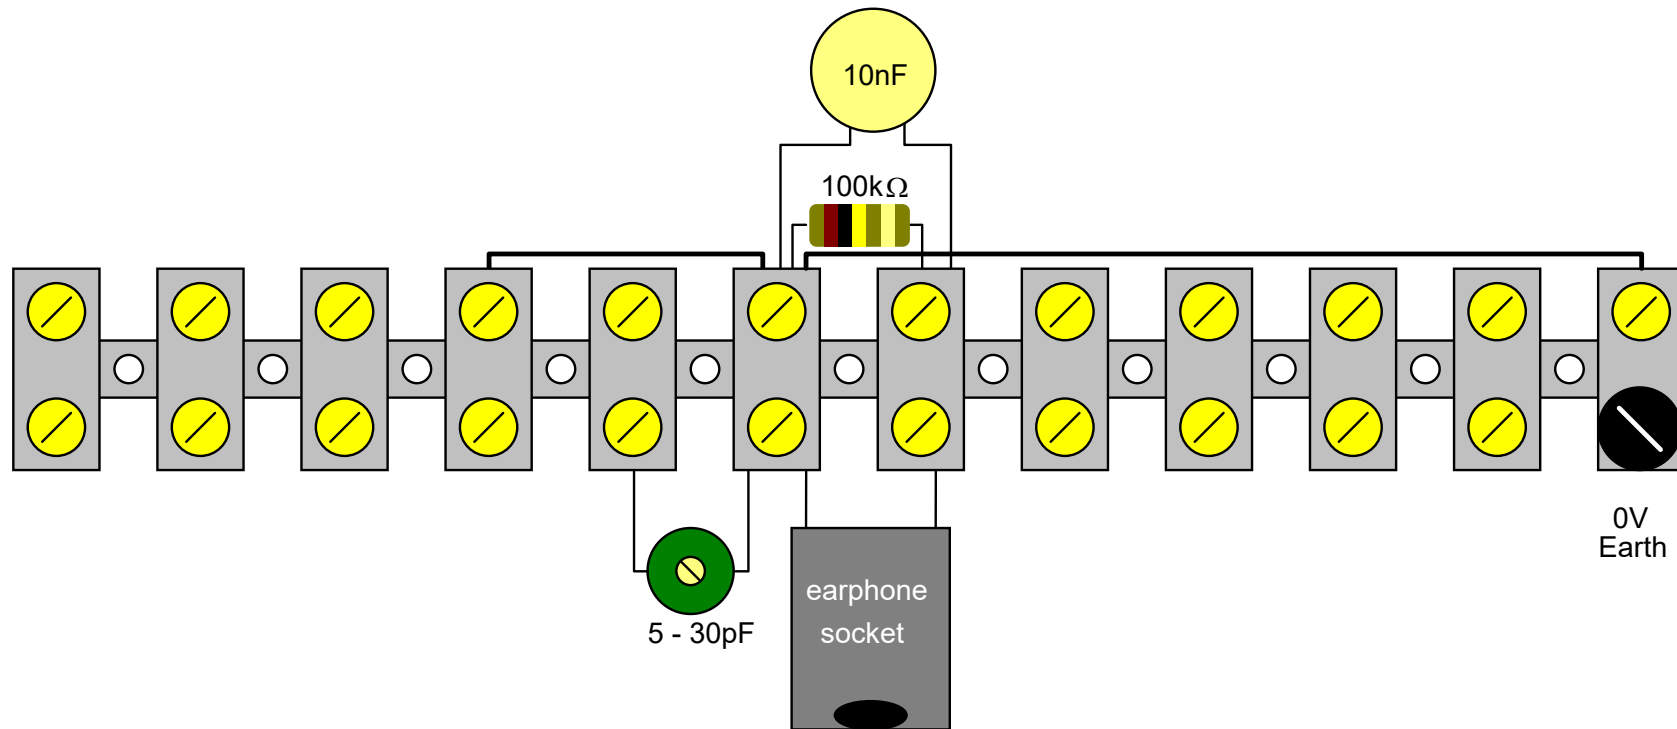 10nF
100kΩ
0V
Earth
earphone
socket
5 - 30pF